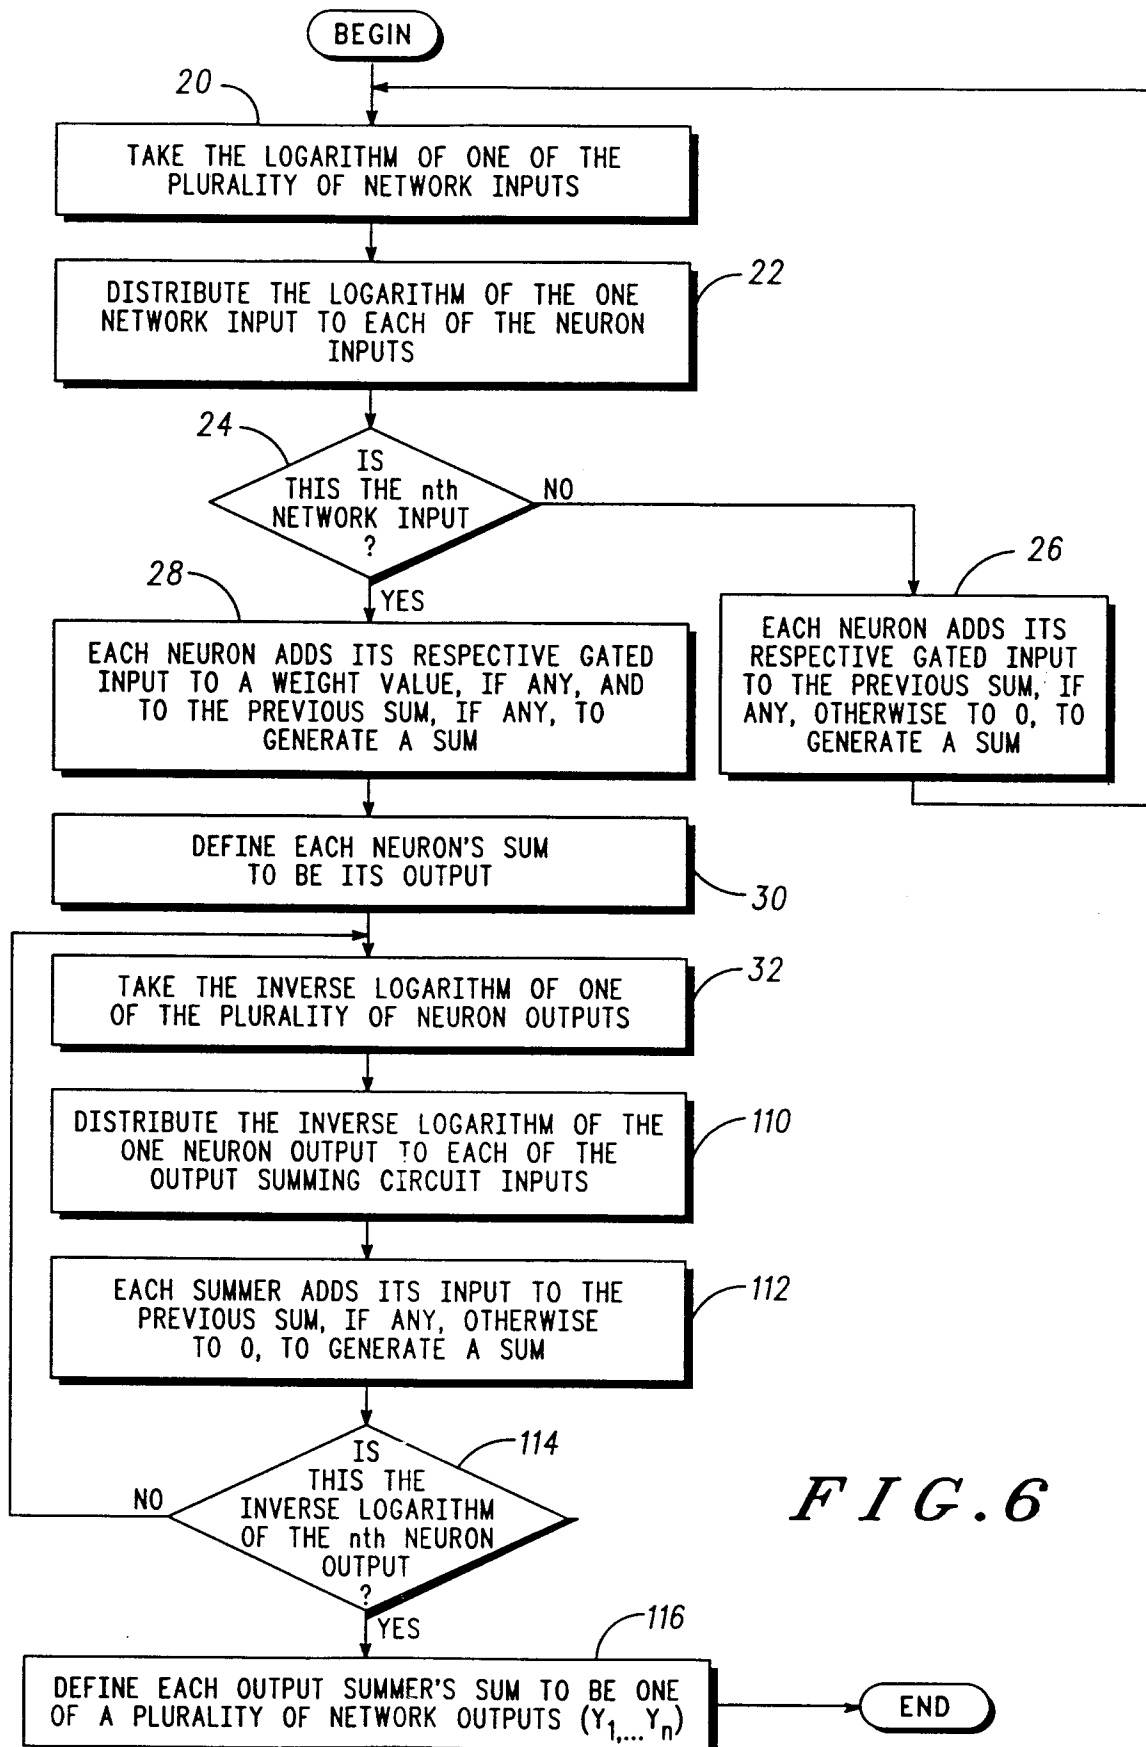 BEGIN
20
TAKE THE LOGARITHM OF ONE OF THE
PLURALITY OF NETWORK INPUTS
22
DISTRIBUTE THE LOGARITHM OF THE ONE
NETWORK INPUT TO EACH OF THE NEURON
INPUTS
24
IS
THIS THE nth
NETWORK INPUT
?
NO
YES
26
EACH NEURON ADDS ITS
RESPECTIVE GATED INPUT
TO THE PREVIOUS SUM, IF
ANY, OTHERWISE TO 0, TO
GENERATE A SUM
28
EACH NEURON ADDS ITS RESPECTIVE GATED
INPUT TO A WEIGHT VALUE, IF ANY, AND
TO THE PREVIOUS SUM, IF ANY, TO
GENERATE A SUM
DEFINE EACH NEURON'S SUM
TO BE ITS OUTPUT
30
32
TAKE THE INVERSE LOGARITHM OF ONE
OF THE PLURALITY OF NEURON OUTPUTS
DISTRIBUTE THE INVERSE LOGARITHM OF THE
ONE NEURON OUTPUT TO EACH OF THE
OUTPUT SUMMING CIRCUIT INPUTS
110
EACH SUMMER ADDS ITS INPUT TO THE
PREVIOUS SUM, IF ANY, OTHERWISE
TO 0, TO GENERATE A SUM
112
114
IS
THIS THE
INVERSE LOGARITHM
OF THE nth NEURON
OUTPUT
?
NO
YES
FIG.6
116
DEFINE EACH OUTPUT SUMMER'S SUM TO BE ONE
OF A PLURALITY OF NETWORK OUTPUTS (Y1,... Yn)
END